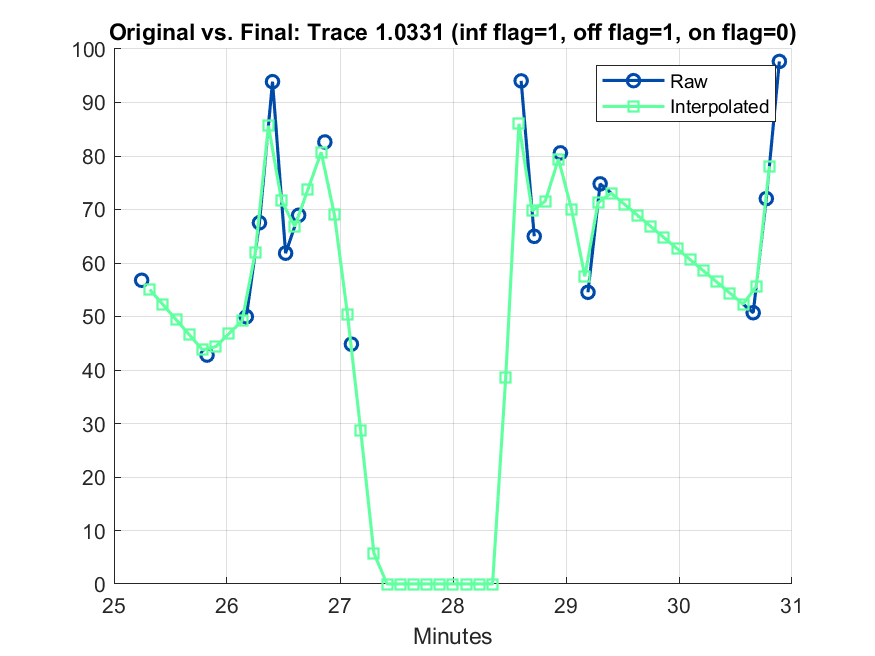 Original vs. Final: Trace 1.0331 (inf flag=1, off flag=1, on flag=0)
100
90
80
70
60
50
40
30
20
10
0
Raw
Interpolated
25 26 27 28 29 30 31
Minutes